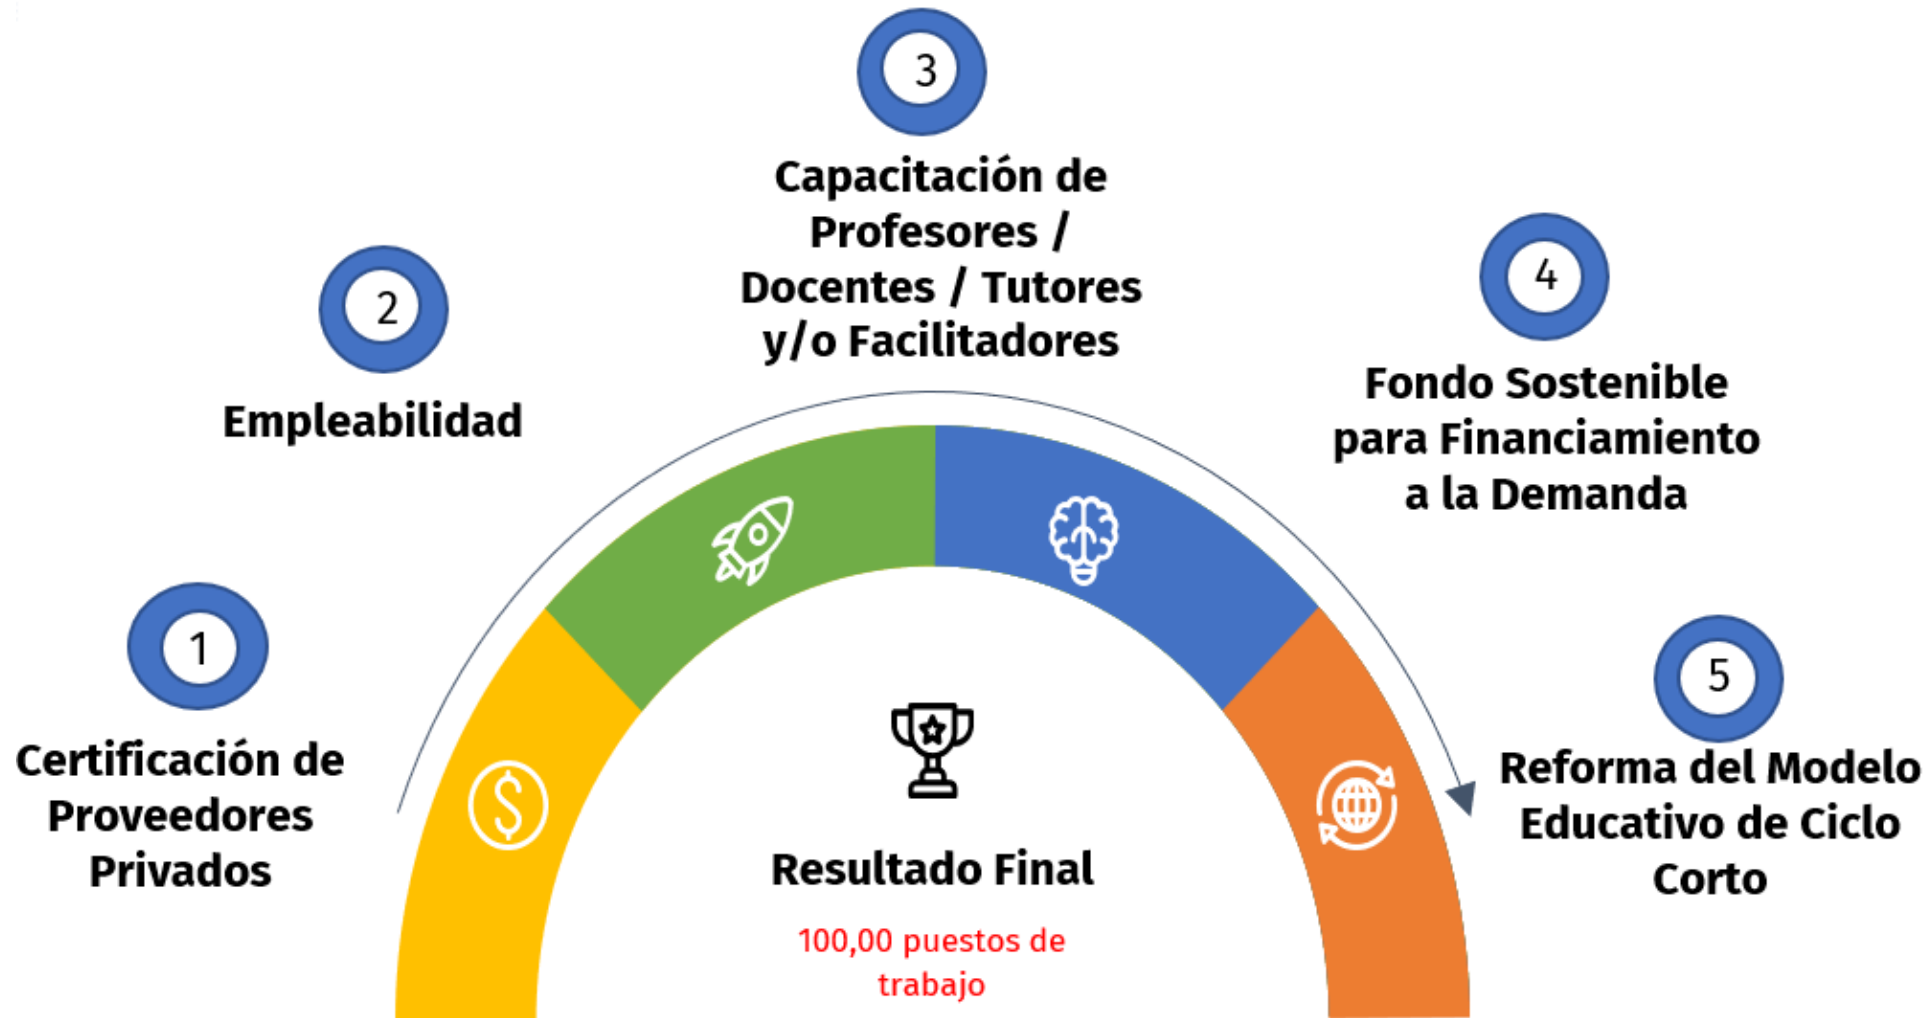 1
Certificación de
Proveedores
Privados
2
Empleabilidad
3
Capacitación de
Profesores /
Docentes / Tutores
y/o Facilitadores
4
Fondo Sostenible
para Financiamiento
a la Demanda
5
Reforma del Modelo
Educativo de Ciclo
Corto
$
Resultado Final
100,00 puestos de
trabajo